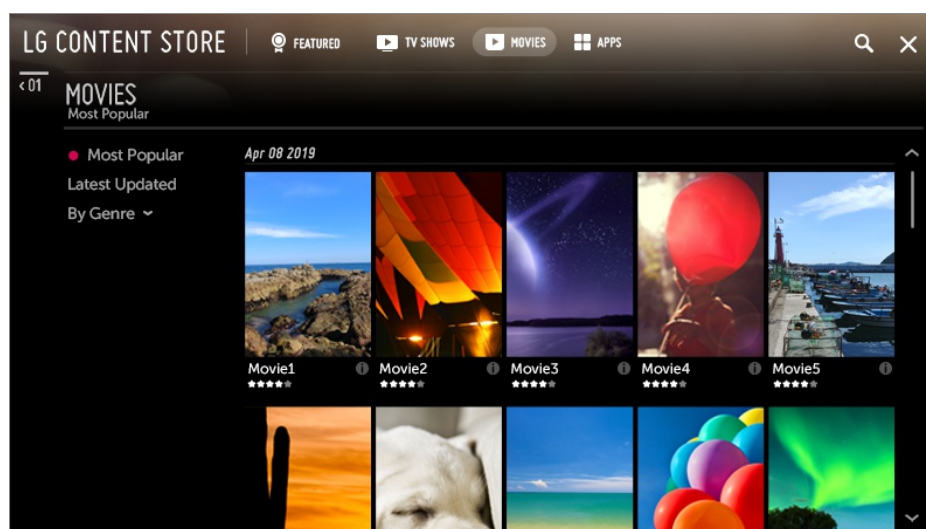 LG CONTENT STORE
FEATURED
TV SHOWS
MOVIES
APPS
<01
MOVIES
Most Popular
Most Popular
Latest Updated
By Genre
Apr 08 2019
Movie1
Movie2
Movie3
Movie4
Movie5